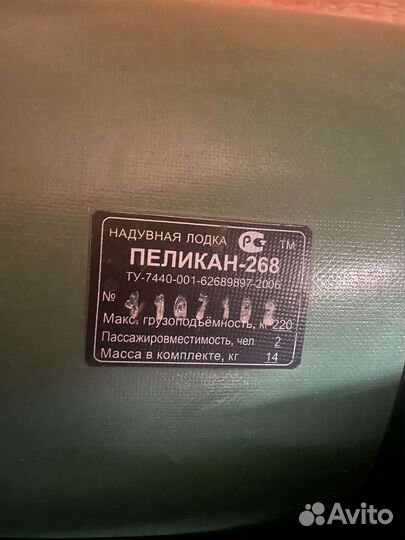 НАДУВНАЯ ЛОДКА РСТ ТМ
ПЕЛИКАН-268
ТУ-7440-001-62689897-2006
№
Макс. грузоподъёмность, кг 220
Пассажировместимость, чел 2
Масса в комплекте, кг 14
Avito